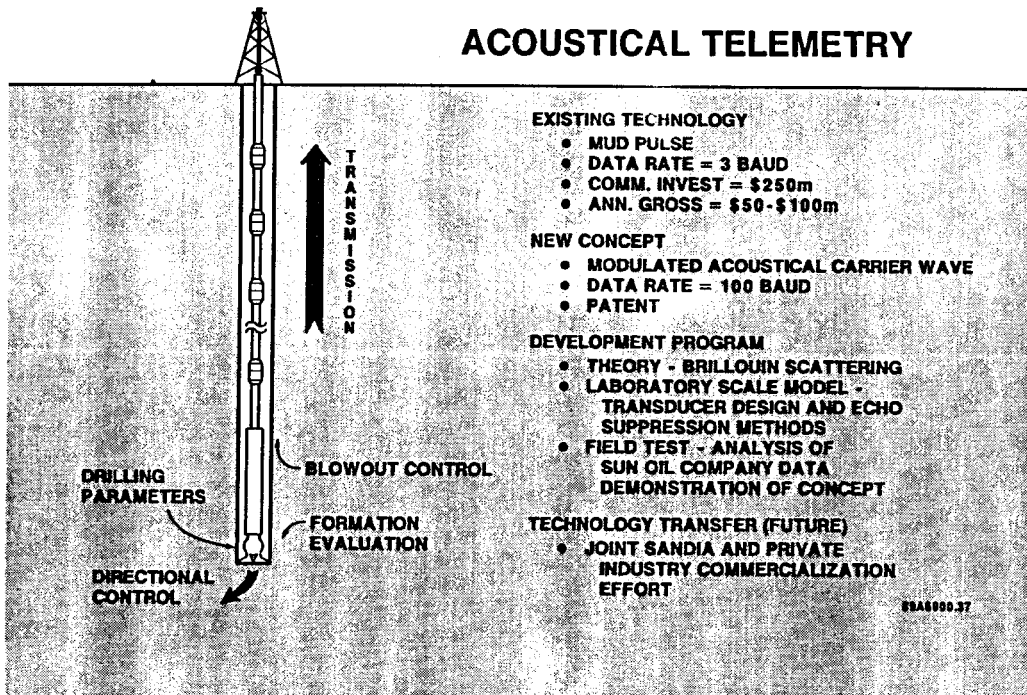 ACOUSTICAL TELEMETRY
TRANSMISSION
EXISTING TECHNOLOGY
• MUD PULSE
• DATA RATE = 3 BAUD
• COMM. INVEST = $250m
• ANN. GROSS = $50-$100m
NEW CONCEPT
• MODULATED ACOUSTICAL CARRIER WAVE
• DATA RATE = 100 BAUD
• PATENT
DEVELOPMENT PROGRAM
• THEORY - BRILLOUIN SCATTERING
• LABORATORY SCALE MODEL -
TRANSDUCER DESIGN AND ECHO
SUPPRESSION METHODS
• FIELD TEST - ANALYSIS OF
SUN OIL COMPANY DATA
DEMONSTRATION OF CONCEPT
TECHNOLOGY TRANSFER (FUTURE)
• JOINT SANDIA AND PRIVATE
INDUSTRY COMMERCIALIZATION
EFFORT
BLOWOUT CONTROL
DRILLING
PARAMETERS
FORMATION
EVALUATION
DIRECTIONAL
CONTROL